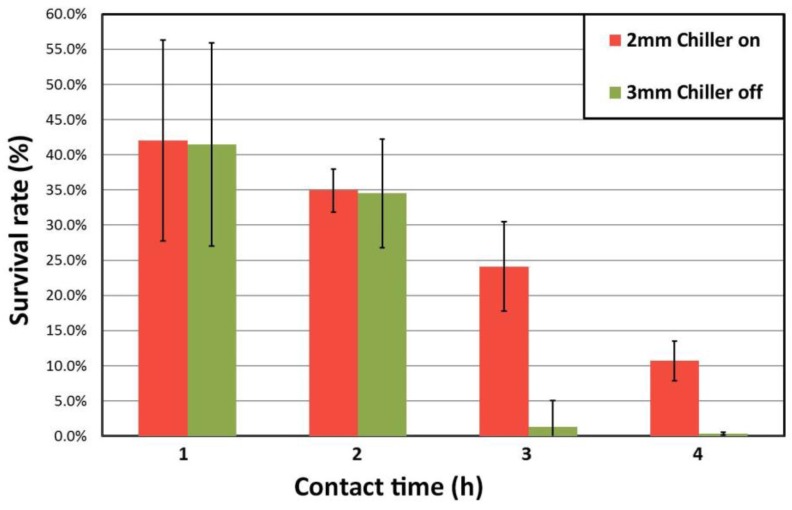 60.0%
55.0%
50.0%
45.0%
40.0%
35.0%
30.0%
25.0%
20.0%
15.0%
10.0%
5.0%
0.0%
Survival rate (%)
2mm Chiller on
3mm Chiller off
1 2 3 4
Contact time (h)